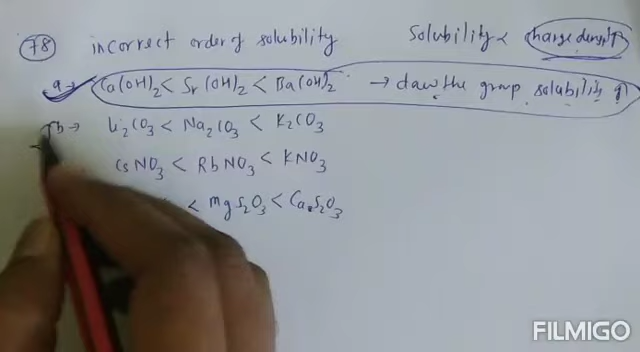 78 incorrect order of solubility Solubility ∝ charge density
a → Ca(OH)₂ < Sr(OH)₂ < Ba(OH)₂ → daw the group solubility ↑
b → Li₂CO₃ < Na₂CO₃ < K₂CO₃
CsNO₃ < RbNO₃ < KNO₃
< MgS₂O₃ < CaS₂O₃
FILMIGO